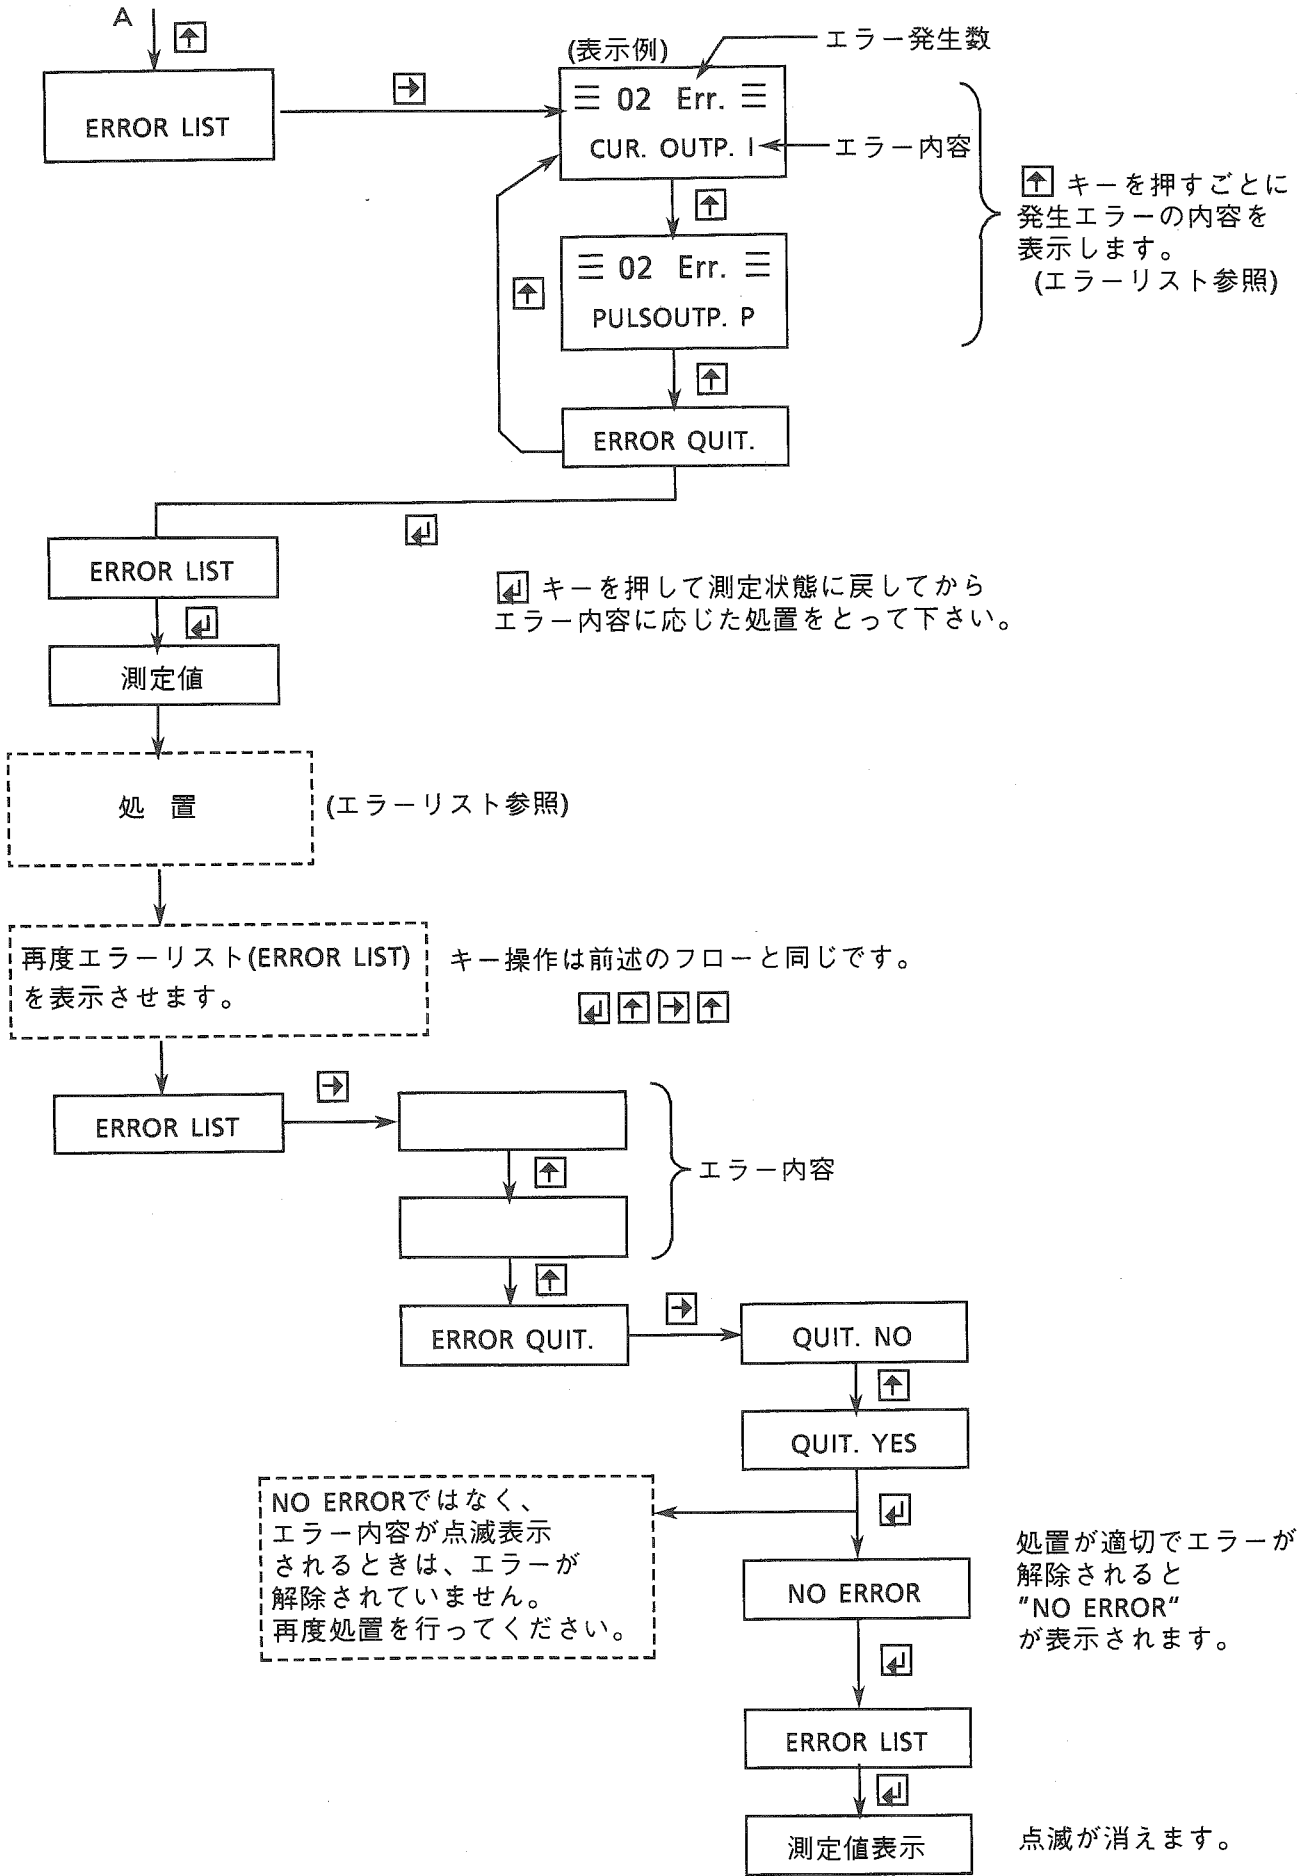 A
↑
ERROR LIST
→
(表示例)
エラー発生数
三 02 Err. 三
CUR. OUTP. I
エラー内容
↑
三 02 Err. 三
PULSOUTP. P
↑
↑ キーを押すごとに
発生エラーの内容を
表示します。
(エラーリスト参照)
↑
ERROR QUIT.
↲
ERROR LIST
↲ キーを押して測定状態に戻してから
エラー内容に応じた処置をとって下さい。
↲
測定値
処 置
(エラーリスト参照)
再度エラーリスト(ERROR LIST)
を表示させます。
キー操作は前述のフローと同じです。
↲ ↑ → ↑
ERROR LIST
→
↑
エラー内容
↑
ERROR QUIT.
→
QUIT. NO
↑
QUIT. YES
↲
NO ERRORではなく、
エラー内容が点滅表示
されるときは、エラーが
解除されていません。
再度処置を行ってください。
NO ERROR
処置が適切でエラーが
解除されると
"NO ERROR"
が表示されます。
↲
ERROR LIST
↲
測定値表示
点滅が消えます。